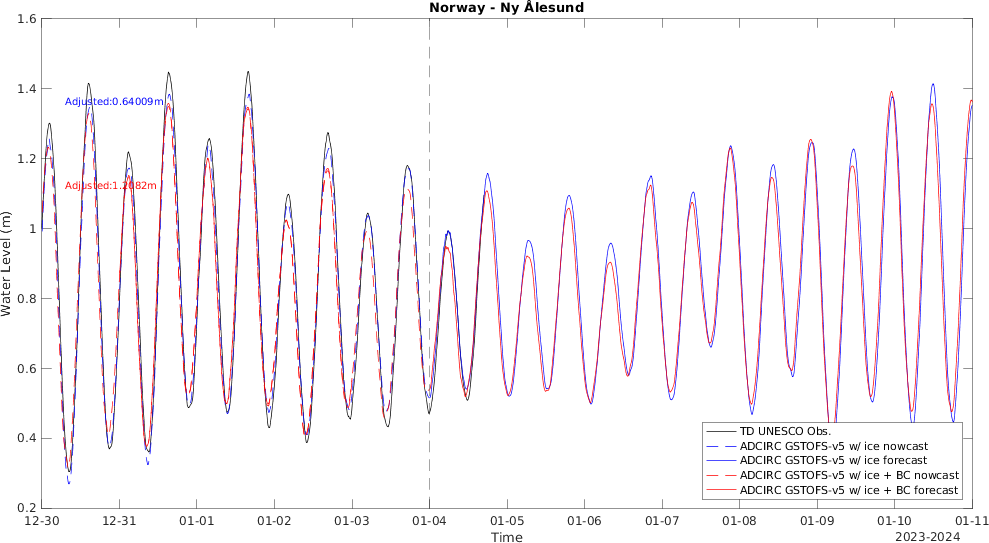 Norway - Ny Ålesund
Water Level (m)
1.6
1.4
1.2
1
0.8
0.6
0.4
0.2
Adjusted:0.64009m
Adjusted:1.2082m
TD UNESCO Obs.
ADCIRC GSTOFS-v5 w/ ice nowcast
ADCIRC GSTOFS-v5 w/ ice forecast
ADCIRC GSTOFS-v5 w/ ice + BC nowcast
ADCIRC GSTOFS-v5 w/ ice + BC forecast
12-30 12-31 01-01 01-02 01-03 01-04 01-05 01-06 01-07 01-08 01-09 01-10 01-11
Time
2023-2024